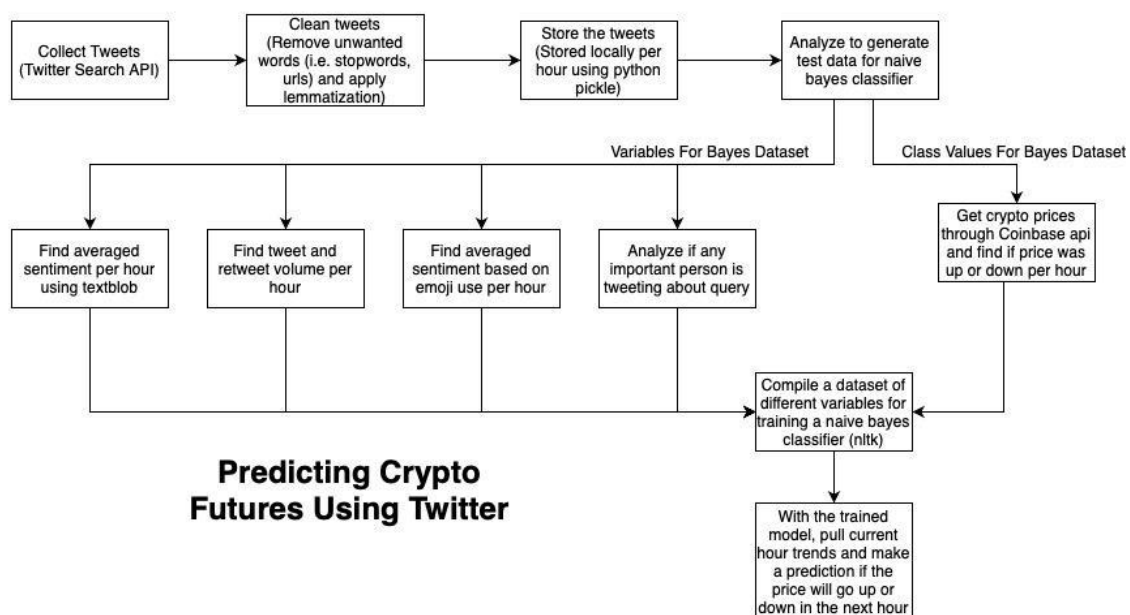 Collect Tweets
(Twitter Search API)
Clean tweets
(Remove unwanted
words (i.e. stopwords,
urls) and apply
lemmatization)
Store the tweets
(Stored locally per
hour using python
pickle)
Analyze to generate
test data for naive
bayes classifier
Variables For Bayes Dataset
Class Values For Bayes Dataset
Find averaged
sentiment per hour
using textblob
Find tweet and
retweet volume per
hour
Find averaged
sentiment based on
emoji use per hour
Analyze if any
important person is
tweeting about query
Get crypto prices
through Coinbase api
and find if price was
up or down per hour
Compile a dataset of
different variables for
training a naive bayes
classifier (nltk)
Predicting Crypto
Futures Using Twitter
With the trained
model, pull current
hour trends and make
a prediction if the
price will go up or
down in the next hour